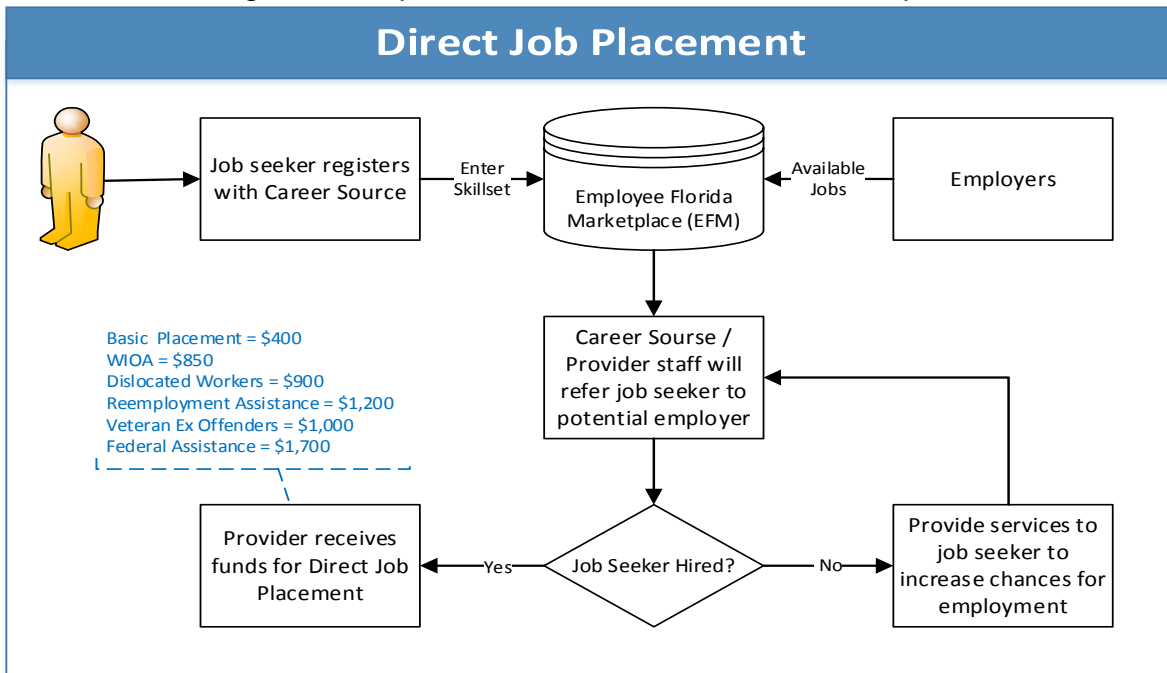 Direct Job Placement
Job seeker registers
with Career Source
Enter
Skillset
Employee Florida
Marketplace (EFM)
Available
Jobs
Employers
Basic Placement = $400
WIOA = $850
Dislocated Workers = $900
Reemployment Assistance = $1,200
Veteran Ex Offenders = $1,000
Federal Assistance = $1,700
Career Sourse /
Provider staff will
refer job seeker to
potential employer
Provider receives
funds for Direct Job
Placement
Yes
Job Seeker Hired?
No
Provide services to
job seeker to
increase chances for
employment